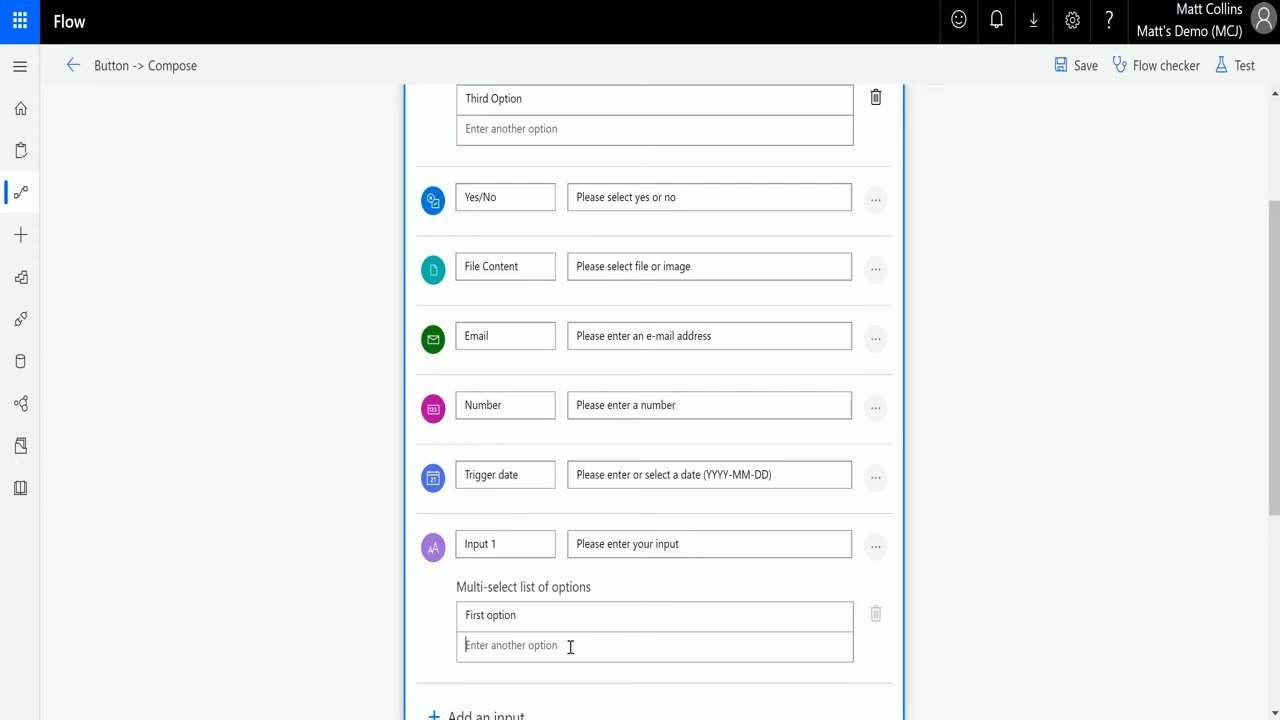 Flow
Matt Collins
Matt's Demo (MCJ)
?
Button -> Compose
Save
Flow checker
Test
Third Option
Enter another option
Yes/No
Please select yes or no
...
File Content
Please select file or image
...
Email
Please enter an e-mail address
...
123
Number
Please enter a number
...
21
Trigger date
Please enter or select a date (YYYY-MM-DD)
...
AA
Input 1
Please enter your input
...
Multi-select list of options
First option
Enter another option
+ Add an input